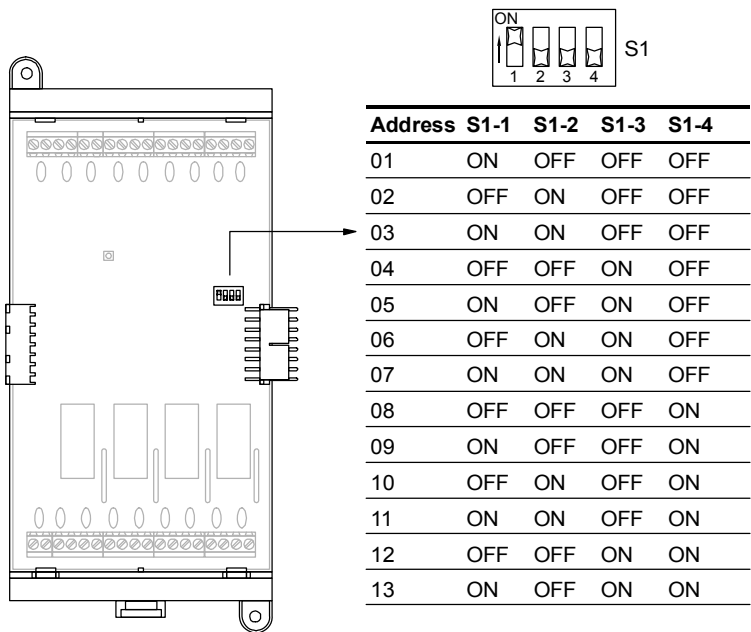 ON
1 2 3 4
S1
Address S1-1 S1-2 S1-3 S1-4
01 ON OFF OFF OFF
02 OFF ON OFF OFF
03 ON ON OFF OFF
04 OFF OFF ON OFF
05 ON OFF ON OFF
06 OFF ON ON OFF
07 ON ON ON OFF
08 OFF OFF OFF ON
09 ON OFF OFF ON
10 OFF ON OFF ON
11 ON ON OFF ON
12 OFF OFF ON ON
13 ON OFF ON ON